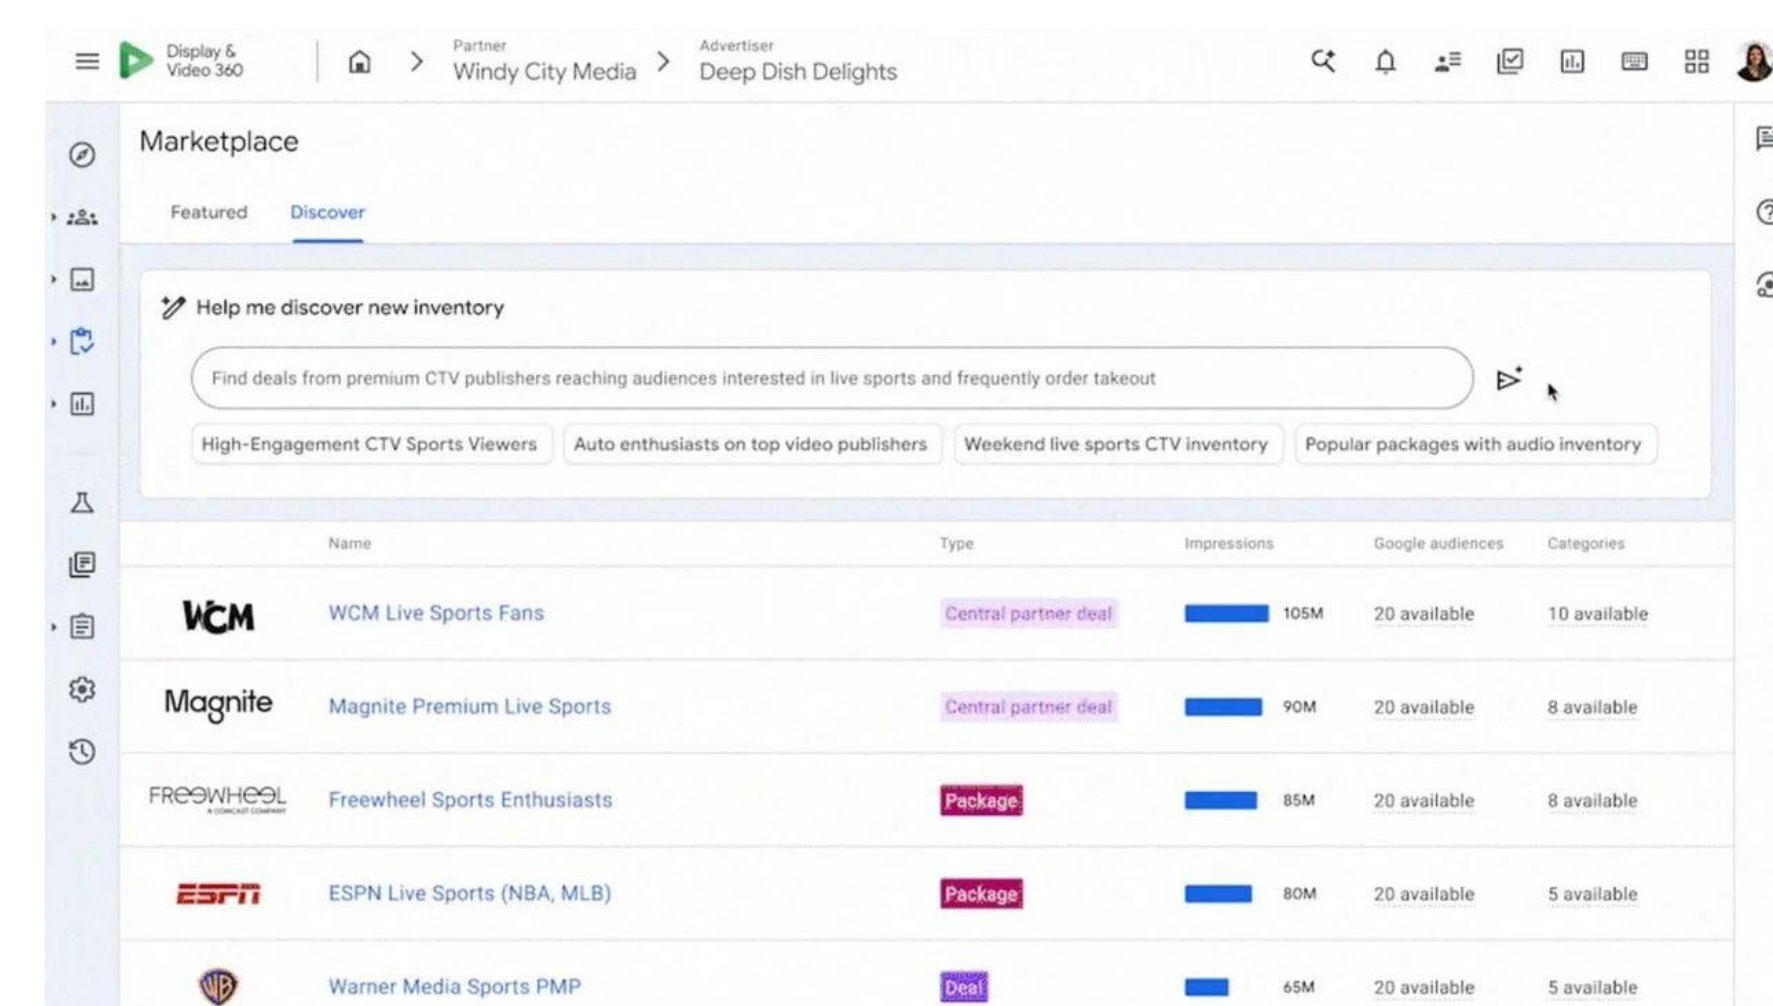 Display &
Video 360
Partner
Windy City Media
Advertiser
Deep Dish Delights
Marketplace
Featured
Discover
Help me discover new inventory
Find deals from premium CTV publishers reaching audiences interested in live sports and frequently order takeout
High-Engagement CTV Sports Viewers
Auto enthusiasts on top video publishers
Weekend live sports CTV inventory
Popular packages with audio inventory
Name Type Impressions Google audiences Categories
WCM WCM Live Sports Fans Central partner deal 105M 20 available 10 available
Magnite Magnite Premium Live Sports Central partner deal 90M 20 available 8 available
FREEWHEEL Freewheel Sports Enthusiasts Package 85M 20 available 8 available
A COMCAST COMPANY
ESPN ESPN Live Sports (NBA, MLB) Package 80M 20 available 5 available
WB Warner Media Sports PMP Deal 65M 20 available 5 available